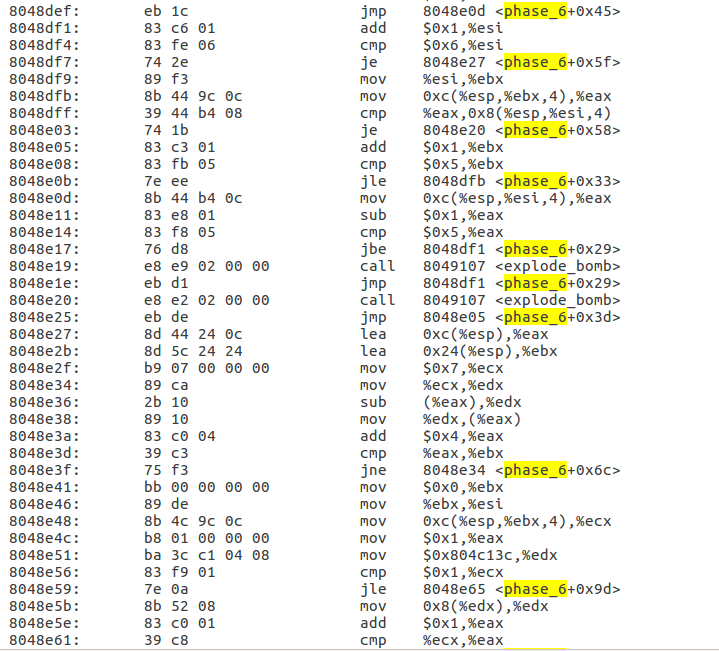 8048def: eb 1c jmp 8048e0d <phase_6+0x45>
8048df1: 83 c6 01 add $0x1,%esi
8048df4: 83 fe 06 cmp $0x6,%esi
8048df7: 74 2e je 8048e27 <phase_6+0x5f>
8048df9: 89 f3 mov %esi,%ebx
8048dfb: 8b 44 9c 0c mov 0xc(%esp,%ebx,4),%eax
8048dff: 39 44 b4 08 cmp %eax,0x8(%esp,%esi,4)
8048e03: 74 1b je 8048e20 <phase_6+0x58>
8048e05: 83 c3 01 add $0x1,%ebx
8048e08: 83 fb 05 cmp $0x5,%ebx
8048e0b: 7e ee jle 8048dfb <phase_6+0x33>
8048e0d: 8b 44 b4 0c mov 0xc(%esp,%esi,4),%eax
8048e11: 83 e8 01 sub $0x1,%eax
8048e14: 83 f8 05 cmp $0x5,%eax
8048e17: 76 d8 jbe 8048df1 <phase_6+0x29>
8048e19: e8 e9 02 00 00 call 8049107 <explode_bomb>
8048e1e: eb d1 jmp 8048df1 <phase_6+0x29>
8048e20: e8 e2 02 00 00 call 8049107 <explode_bomb>
8048e25: eb de jmp 8048e05 <phase_6+0x3d>
8048e27: 8d 44 24 0c lea 0xc(%esp),%eax
8048e2b: 8d 5c 24 24 lea 0x24(%esp),%ebx
8048e2f: b9 07 00 00 00 mov $0x7,%ecx
8048e34: 89 ca mov %ecx,%edx
8048e36: 2b 10 sub (%eax),%edx
8048e38: 89 10 mov %edx,(%eax)
8048e3a: 83 c0 04 add $0x4,%eax
8048e3d: 39 c3 cmp %eax,%ebx
8048e3f: 75 f3 jne 8048e34 <phase_6+0x6c>
8048e41: bb 00 00 00 00 mov $0x0,%ebx
8048e46: 89 de mov %ebx,%esi
8048e48: 8b 4c 9c 0c mov 0xc(%esp,%ebx,4),%ecx
8048e4c: b8 01 00 00 00 mov $0x1,%eax
8048e51: ba 3c c1 04 08 mov $0x804c13c,%edx
8048e56: 83 f9 01 cmp $0x1,%ecx
8048e59: 7e 0a jle 8048e65 <phase_6+0x9d>
8048e5b: 8b 52 08 mov 0x8(%edx),%edx
8048e5e: 83 c0 01 add $0x1,%eax
8048e61: 39 c8 cmp %ecx,%eax